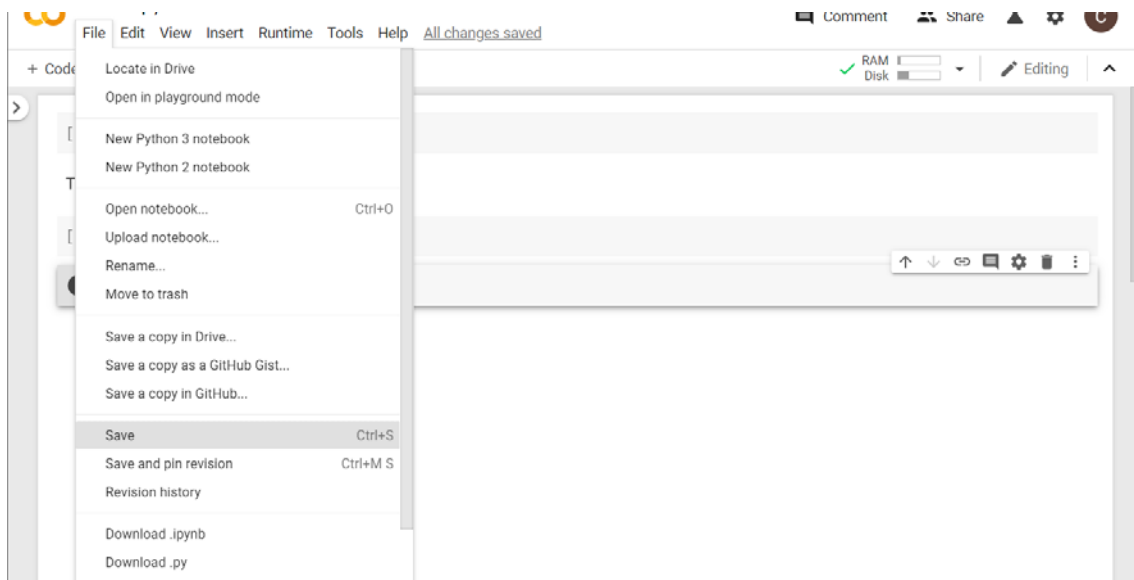 Comment Share C
File Edit View Insert Runtime Tools Help All changes saved
+ Code
RAM
Disk
Editing
Locate in Drive
Open in playground mode
[
New Python 3 notebook
New Python 2 notebook
T
Open notebook... Ctrl+O
[
Upload notebook...
Rename...
Move to trash
Save a copy in Drive...
Save a copy as a GitHub Gist...
Save a copy in GitHub...
Save Ctrl+S
Save and pin revision Ctrl+M S
Revision history
Download .ipynb
Download .py